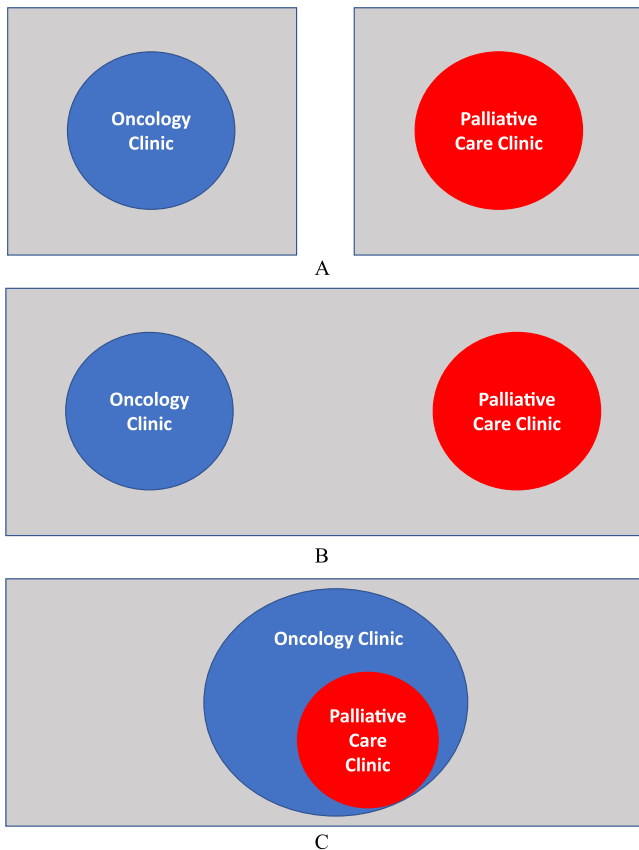 Oncology
Clinic
Palliative
Care Clinic
A
Oncology
Clinic
Palliative
Care Clinic
B
Oncology Clinic
Palliative
Care
Clinic
C